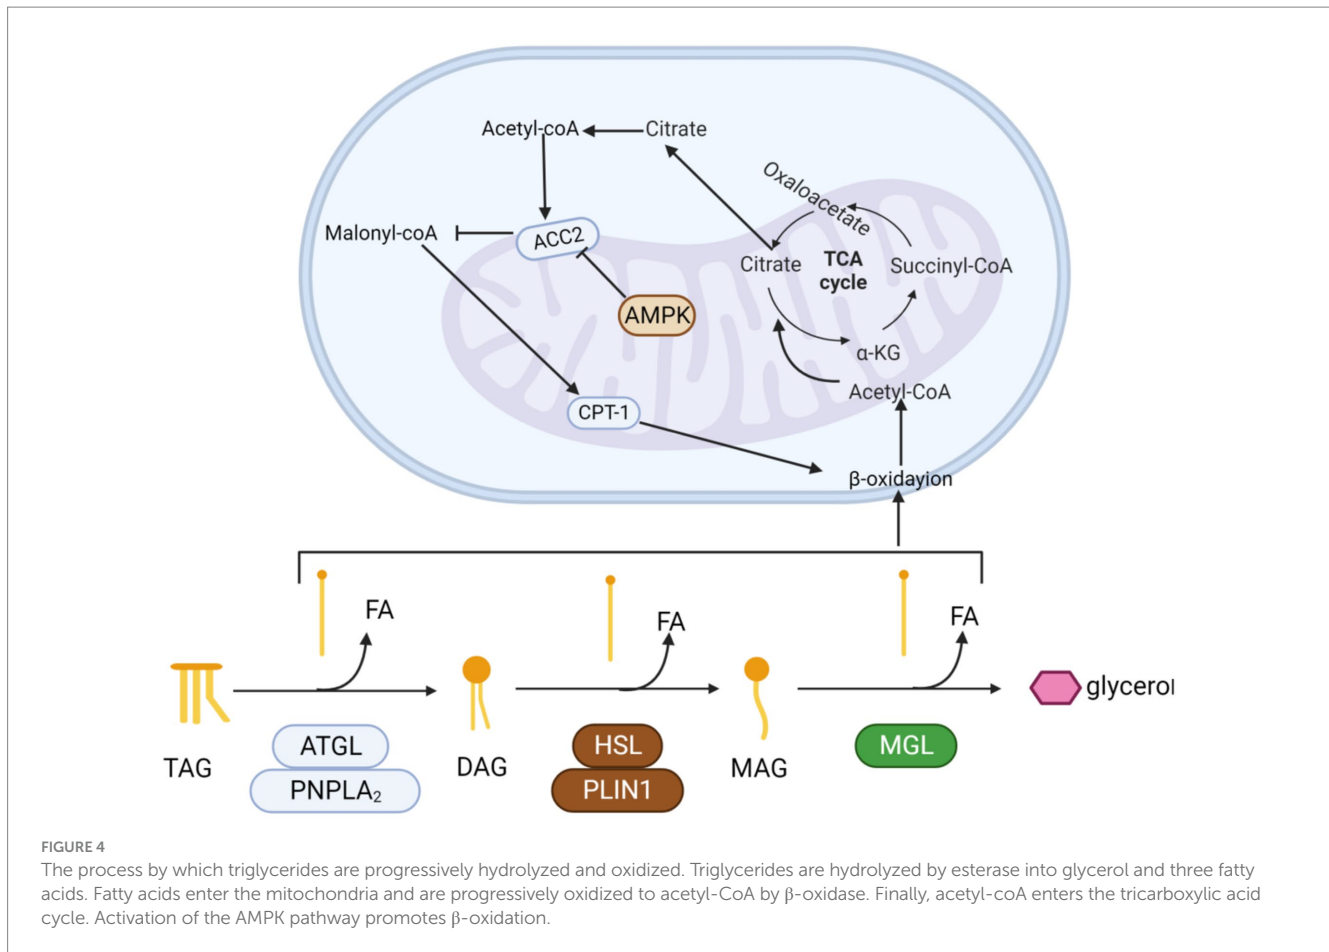 Acetyl-coA
Citrate
Oxaloacetate
Malonyl-coA
ACC2
Citrate
TCA
cycle
Succinyl-CoA
AMPK
α-KG
Acetyl-CoA
CPT-1
β-oxidayion
FA
FA
FA
glycerol
TAG
ATGL
PNPLA₂
DAG
HSL
PLIN1
MAG
MGL
FIGURE 4
The process by which triglycerides are progressively hydrolyzed and oxidized. Triglycerides are hydrolyzed by esterase into glycerol and three fatty
acids. Fatty acids enter the mitochondria and are progressively oxidized to acetyl-CoA by β-oxidase. Finally, acetyl-coA enters the tricarboxylic acid
cycle. Activation of the AMPK pathway promotes β-oxidation.